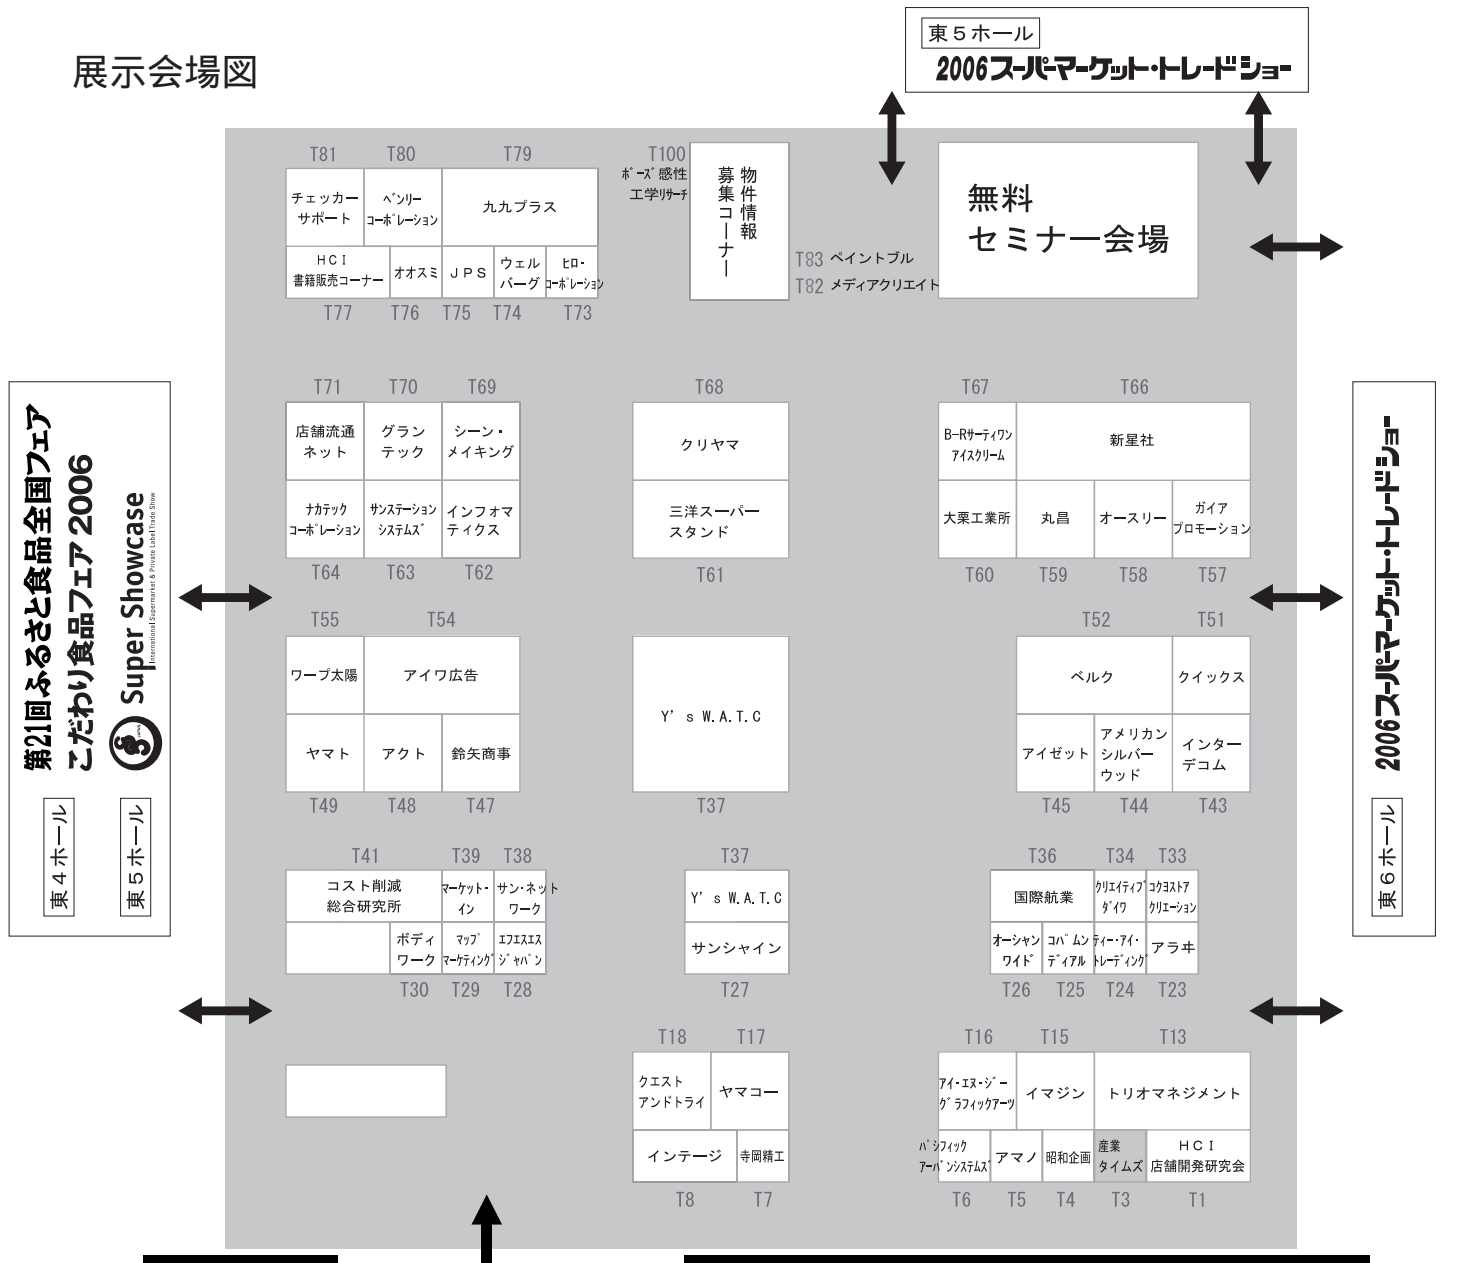 展示会場図
東５ホール
2006スーパーマーケット・トレードショー
T81
T80
T79
チェッカー
サポート
ベンリー
コーポレーション
九九プラス
HCI
書籍販売コーナー
オオスミ
JPS
ウェル
バーグ
ヒロ・
コーポレーション
T77
T76
T75
T74
T73
T100
ボーズ感性
工学リサーチ
物件情報
募集コーナー
T83 ペイントブル
T82 メディアクリエイト
無料
セミナー会場
T71
T70
T69
店舗流通
ネット
グラン
テック
シーン・
メイキング
ナカテック
コーポレーション
サンステーション
システムズ
インフォマ
ティクス
T64
T63
T62
T68
クリヤマ
三洋スーパー
スタンド
T61
T67
T66
B-Rサーティワン
アイスクリーム
新星社
大栗工業所
丸昌
オースリー
ガイア
プロモーション
T60
T59
T58
T57
第21回ふるさと食品全国フェア
こだわり食品フェア2006
Super Showcase
International Supermarket & Private Label Trade Show
東４ホール
東５ホール
T55
T54
ワープ太陽
アイワ広告
ヤマト
アクト
鈴矢商事
T49
T48
T47
Y's W.A.T.C
T37
T52
T51
ベルク
クイックス
アイゼット
アメリカン
シルバー
ウッド
インター
デコム
T45
T44
T43
2006スーパーマーケット・トレードショー
東６ホール
T41
T39
T38
コスト削減
総合研究所
マーケット・
イン
サン・ネット
ワーク
ボディ
ワーク
マップ
マーケティング
エフエスエス
ジャパン
T30
T29
T28
T37
Y's W.A.T.C
サンシャイン
T27
T36
T34
T33
国際航業
クリエイティブ
ダイワ
コクヨストア
クリエーション
オーシャン
ワイド
コバムン
ディアル
ティー・アイ・
トレーディング
アラヰ
T26
T25
T24
T23
T18
T17
クエスト
アンドトライ
ヤマコー
インテージ
寺岡精工
T8
T7
T16
T15
T13
アイ・エヌ・ジー
グラフィックアーツ
イマジン
トリオマネジメント
パシフィック
アーバンシステムズ
アマノ
昭和企画
産業
タイムズ
HCI
店舗開発研究会
T6
T5
T4
T3
T1